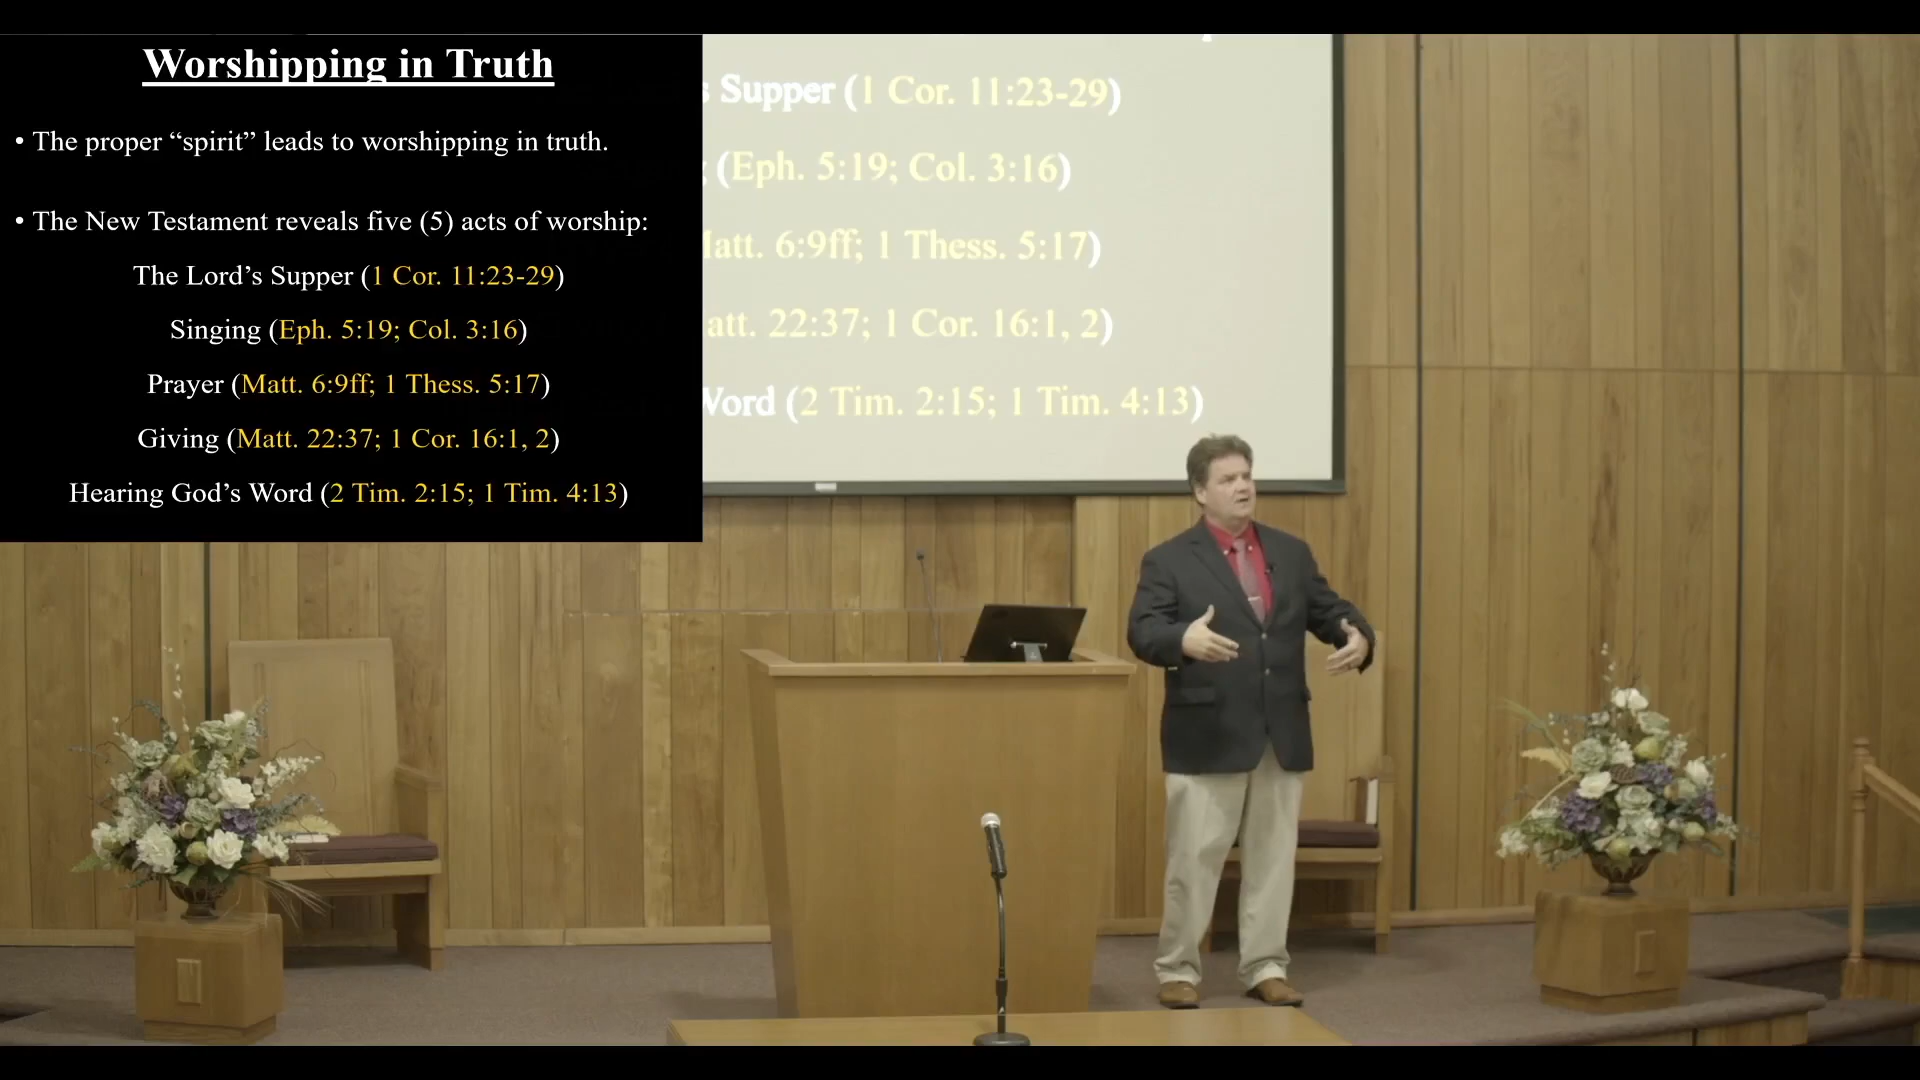 Worshipping in Truth
• The proper “spirit” leads to worshipping in truth.
• The New Testament reveals five (5) acts of worship:
The Lord’s Supper (1 Cor. 11:23-29)
Singing (Eph. 5:19; Col. 3:16)
Prayer (Matt. 6:9ff; 1 Thess. 5:17)
Giving (Matt. 22:37; 1 Cor. 16:1, 2)
Hearing God’s Word (2 Tim. 2:15; 1 Tim. 4:13)
s Supper (1 Cor. 11:23-29)
(Eph. 5:19; Col. 3:16)
att. 6:9ff; 1 Thess. 5:17)
att. 22:37; 1 Cor. 16:1, 2)
Word (2 Tim. 2:15; 1 Tim. 4:13)